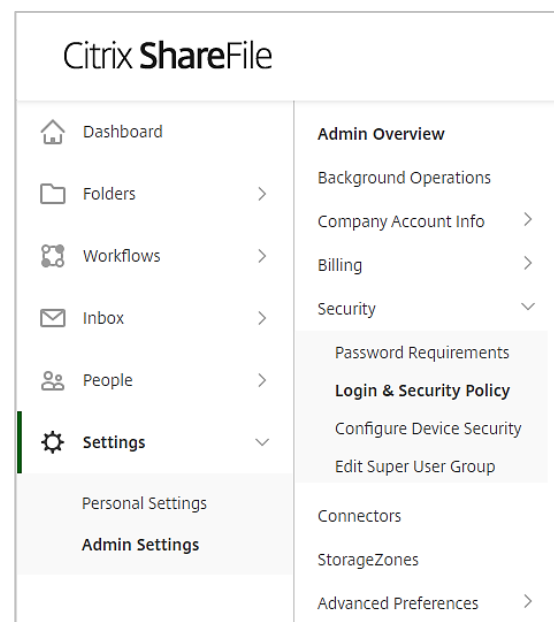 Citrix ShareFile
Dashboard
Folders
Workflows
Inbox
People
Settings
Personal Settings
Admin Settings
Admin Overview
Background Operations
Company Account Info
Billing
Security
Password Requirements
Login & Security Policy
Configure Device Security
Edit Super User Group
Connectors
StorageZones
Advanced Preferences